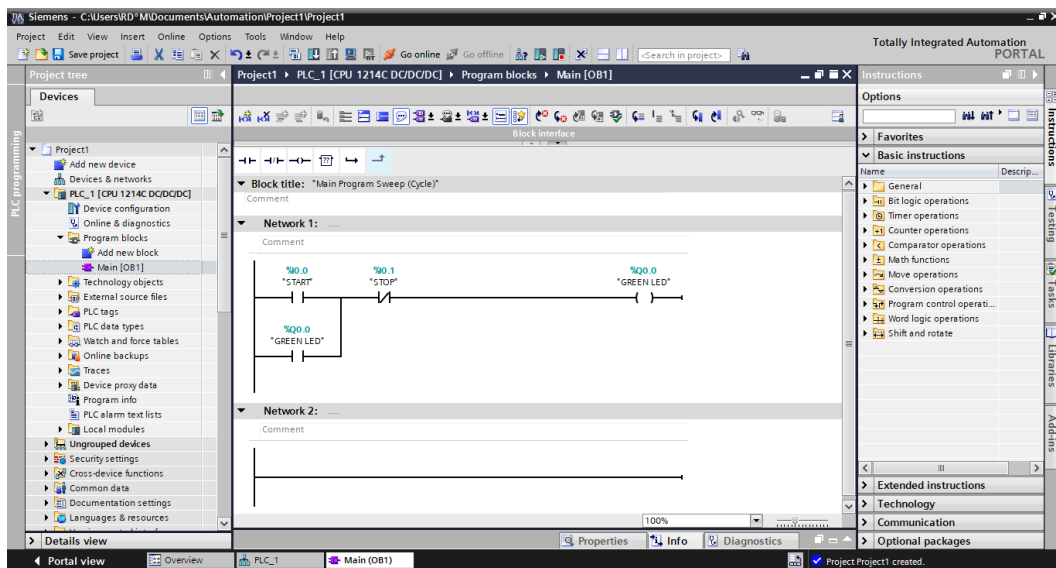 Siemens - C:\Users\RD°M\Documents\Automation\Project1\Project1
Project Edit View Insert Online Options Tools Window Help
Totally Integrated Automation
PORTAL
Save project
Go online
Go offline
<Search in project>
Project tree
Project1 ▸ PLC_1 [CPU 1214C DC/DC/DC] ▸ Program blocks ▸ Main [OB1]
Instructions
Devices
Options
Block interface
PLC programming
Project1
Add new device
Devices & networks
PLC_1 [CPU 1214C DC/DC/DC]
Device configuration
Online & diagnostics
Program blocks
Add new block
Main [OB1]
Technology objects
External source files
PLC tags
PLC data types
Watch and force tables
Online backups
Traces
Device proxy data
Program info
PLC alarm text lists
Local modules
Ungrouped devices
Security settings
Cross-device functions
Common data
Documentation settings
Languages & resources
Details view
??
Block title: "Main Program Sweep (Cycle)"
Comment
Network 1: .....
Comment
%I0.0
"START"
%I0.1
"STOP"
%Q0.0
"GREEN LED"
%Q0.0
"GREEN LED"
Network 2: .....
Comment
100%
Properties
Info
Diagnostics
Favorites
Basic instructions
Name
Descrip...
General
Bit logic operations
Timer operations
Counter operations
Comparator operations
Math functions
Move operations
Conversion operations
Program control operati...
Word logic operations
Shift and rotate
Extended instructions
Technology
Communication
Optional packages
Instructions
Testing
Tasks
Libraries
Add-ins
Portal view
Overview
PLC_1
Main (OB1)
Project Project1 created.